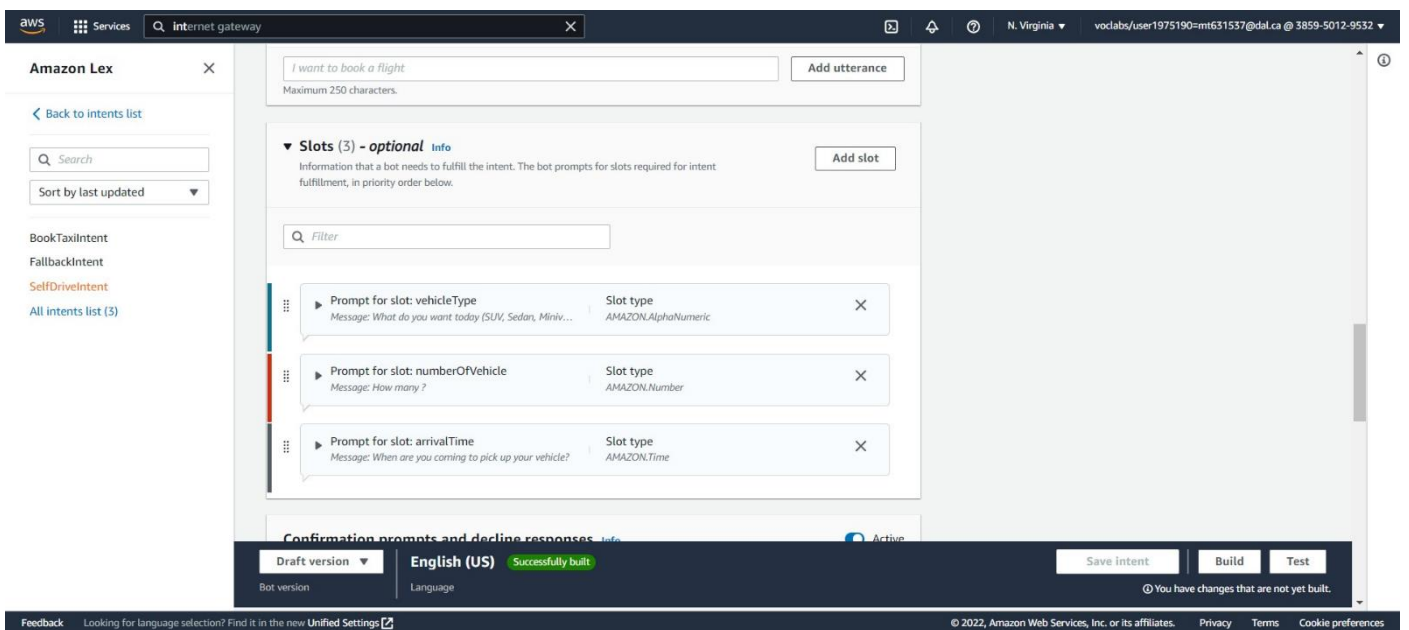 aws
Services
internet gateway
N. Virginia
voclabs/user1975190=mt631537@dal.ca @ 3859-5012-9532
Amazon Lex
Back to intents list
Search
Sort by last updated
BookTaxiIntent
FallbackIntent
SelfDriveIntent
All intents list (3)
I want to book a flight
Add utterance
Maximum 250 characters.
Slots (3) - optional Info
Information that a bot needs to fulfill the intent. The bot prompts for slots required for intent
fulfillment, in priority order below.
Add slot
Filter
Prompt for slot: vehicleType
Message: What do you want today (SUV, Sedan, Miniv...
Slot type
AMAZON.AlphaNumeric
Prompt for slot: numberOfVehicle
Message: How many ?
Slot type
AMAZON.Number
Prompt for slot: arrivalTime
Message: When are you coming to pick up your vehicle?
Slot type
AMAZON.Time
Confirmation prompts and decline responses Info
Active
Draft version
Bot version
English (US) Successfully built
Language
Save intent
Build
Test
You have changes that are not yet built.
Feedback
Looking for language selection? Find it in the new Unified Settings
© 2022, Amazon Web Services, Inc. or its affiliates.
Privacy
Terms
Cookie preferences